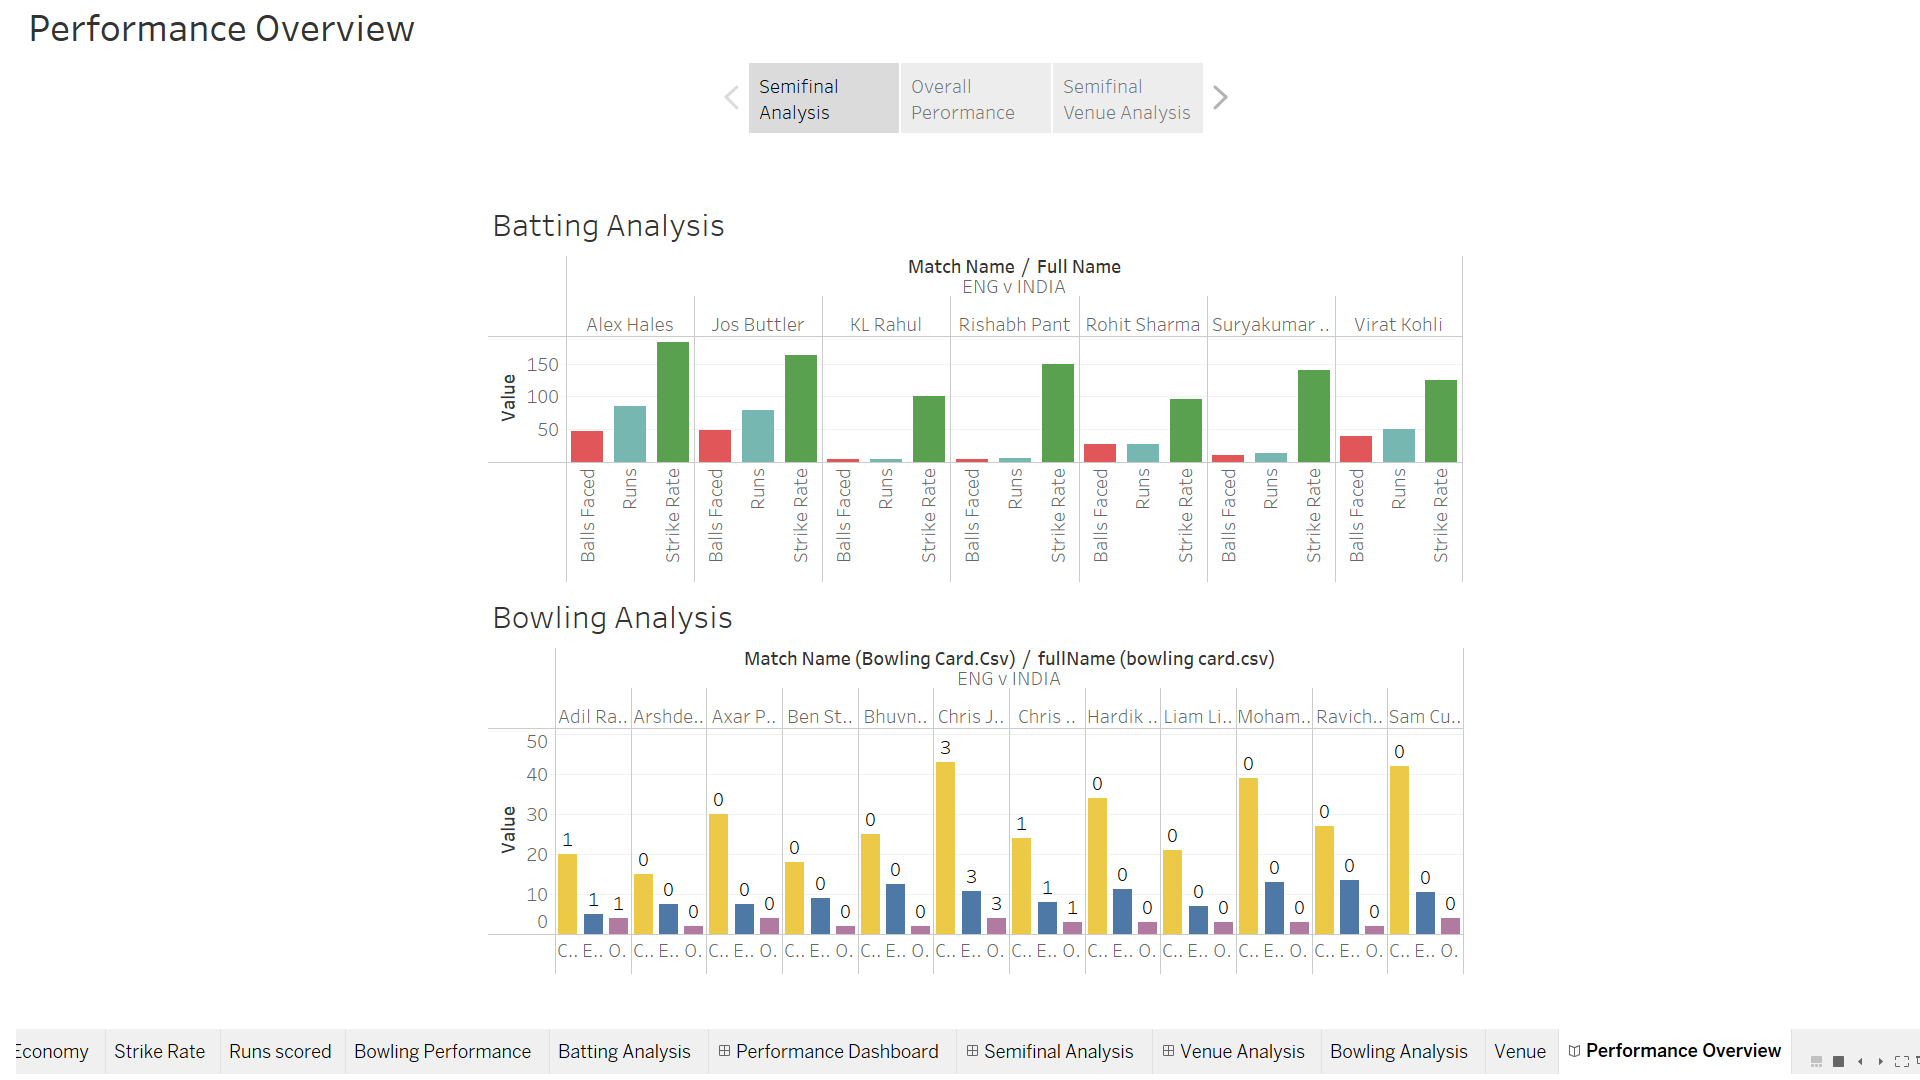 Performance Overview
Semifinal
Analysis
Overall
Perormance
Semifinal
Venue Analysis
Batting Analysis
Match Name / Full Name
ENG v INDIA
Alex Hales Jos Buttler KL Rahul Rishabh Pant Rohit Sharma Suryakumar .. Virat Kohli
Value
150
100
50
Balls Faced Runs Strike Rate Balls Faced Runs Strike Rate Balls Faced Runs Strike Rate Balls Faced Runs Strike Rate Balls Faced Runs Strike Rate Balls Faced Runs Strike Rate Balls Faced Runs Strike Rate
Bowling Analysis
Match Name (Bowling Card.Csv) / fullName (bowling card.csv)
ENG v INDIA
Adil Ra.. Arshde.. Axar P.. Ben St.. Bhuvn.. Chris J.. Chris .. Hardik .. Liam Li.. Moham.. Ravich.. Sam Cu..
Value
50
40
30
20
10
0
1 1 1 0 0 0 0 0 0 0 0 0 0 0 0 3 3 3 1 1 1 0 0 0 0 0 0 0 0 0 0 0 0 0 0 0
C.. E.. O. C.. E.. O. C.. E.. O. C.. E.. O. C.. E.. O. C.. E.. O. C.. E.. O. C.. E.. O. C.. E.. O. C.. E.. O. C.. E.. O. C.. E.. O.
Economy Strike Rate Runs scored Bowling Performance Batting Analysis Performance Dashboard Semifinal Analysis Venue Analysis Bowling Analysis Venue Performance Overview